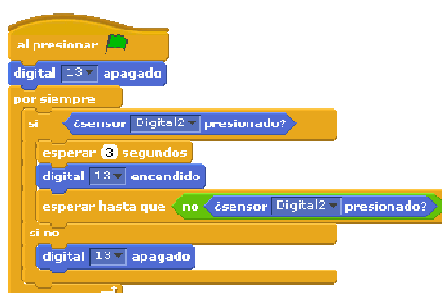 al presionar
digital 13 apagado
por siempre
si ¿sensor Digital2 presionado?
esperar 3 segundos
digital 13 encendido
esperar hasta que no ¿sensor Digital2 presionado?
si no
digital 13 apagado